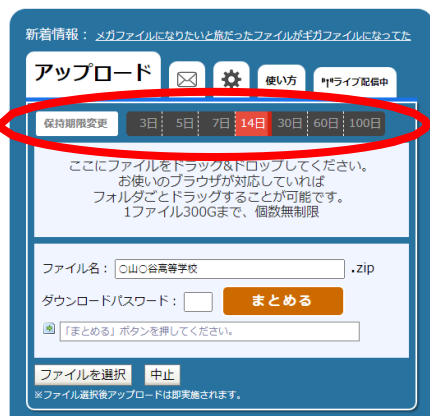 新着情報： メガファイルになりたいと旅だったファイルがギガファイルになってた
アップロード 使い方 ライブ配信中
保持期限変更 3日 5日 7日 14日 30日 60日 100日
ここにファイルをドラッグ&ドロップしてください。
お使いのブラウザが対応していれば
フォルダごとドラッグすることが可能です。
1ファイル300Gまで、個数無制限
ファイル名： ○山○谷高等学校 .zip
ダウンロードパスワード： まとめる
「まとめる」ボタンを押してください。
ファイルを選択 中止
※ファイル選択後アップロードは即実施されます。